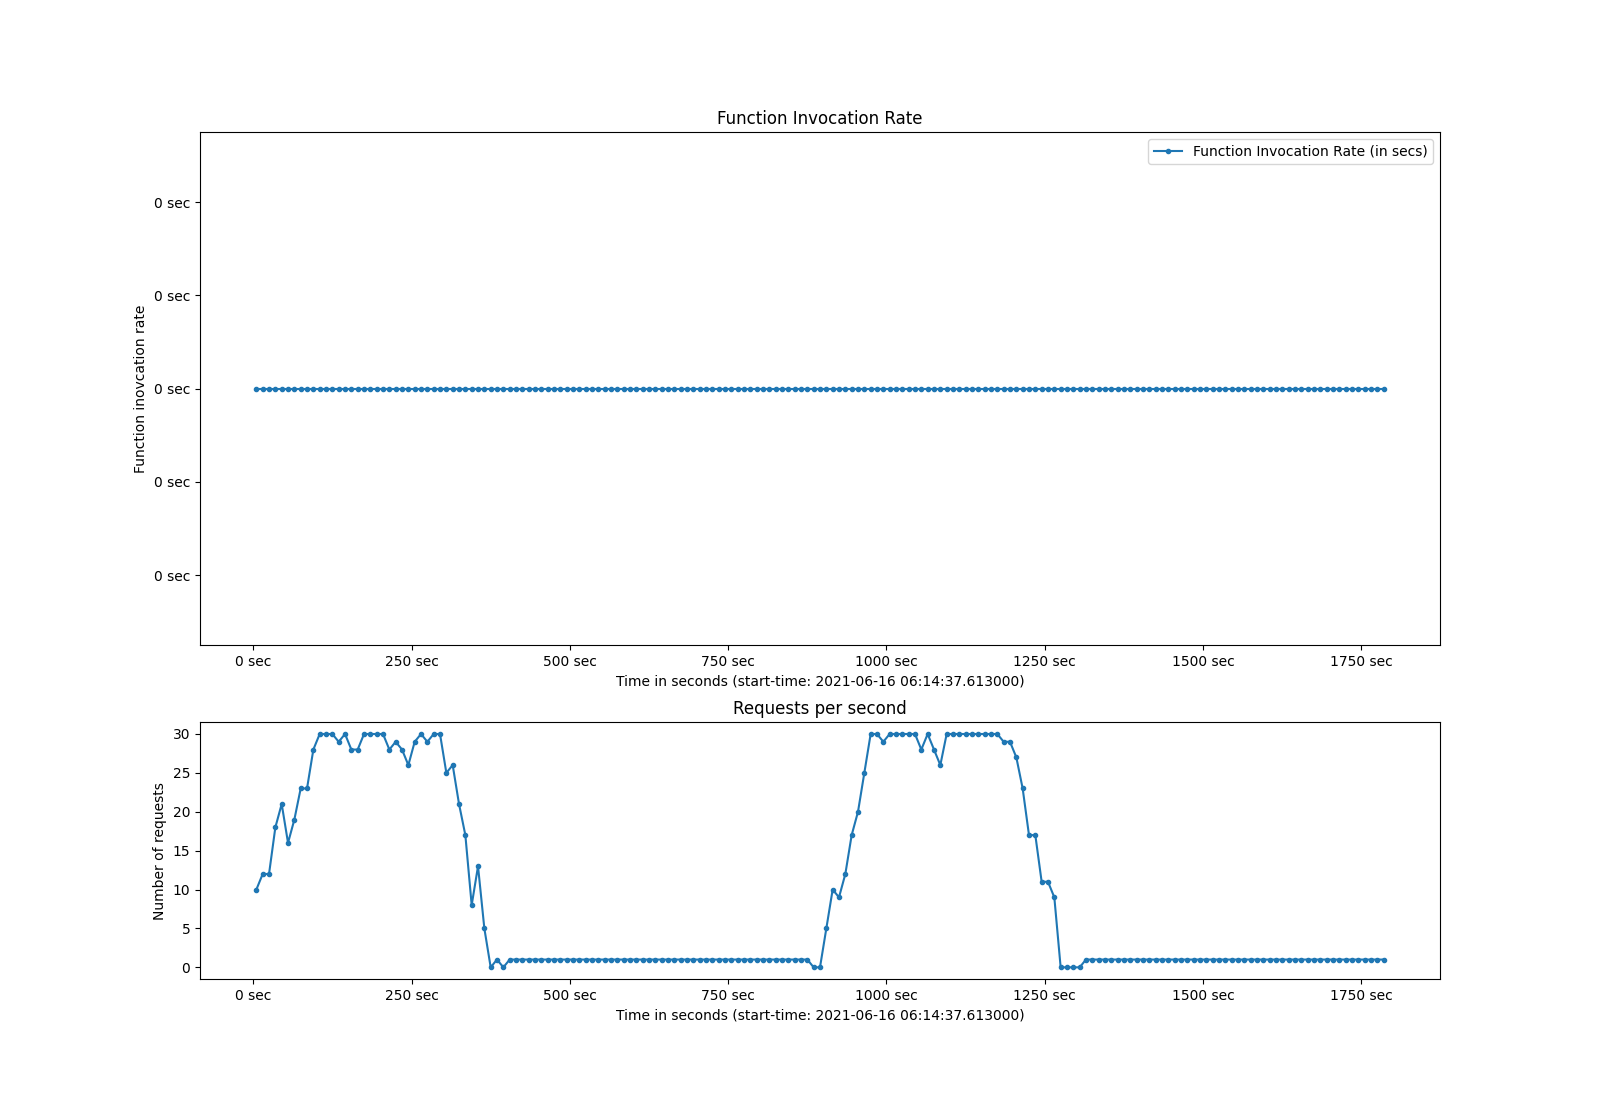 Function Invocation Rate
Function Invocation Rate (in secs)
0 sec
0 sec
0 sec
0 sec
0 sec
Function inovcation rate
0 sec 250 sec 500 sec 750 sec 1000 sec 1250 sec 1500 sec 1750 sec
Time in seconds (start-time: 2021-06-16 06:14:37.613000)
Requests per second
30
25
20
15
10
5
0
Number of requests
0 sec 250 sec 500 sec 750 sec 1000 sec 1250 sec 1500 sec 1750 sec
Time in seconds (start-time: 2021-06-16 06:14:37.613000)